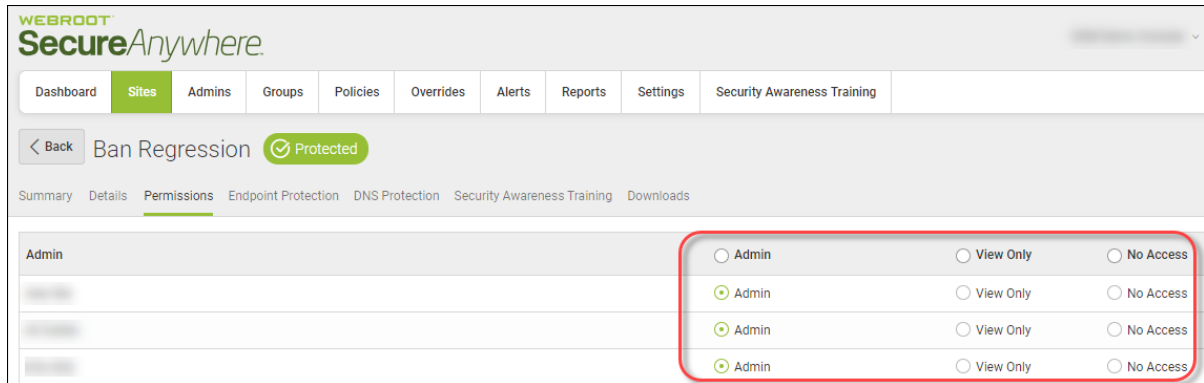 WEBROOT
SecureAnywhere.
Dashboard Sites Admins Groups Policies Overrides Alerts Reports Settings Security Awareness Training
Back Ban Regression Protected
Summary Details Permissions Endpoint Protection DNS Protection Security Awareness Training Downloads
Admin Admin View Only No Access
Admin View Only No Access
Admin View Only No Access
Admin View Only No Access